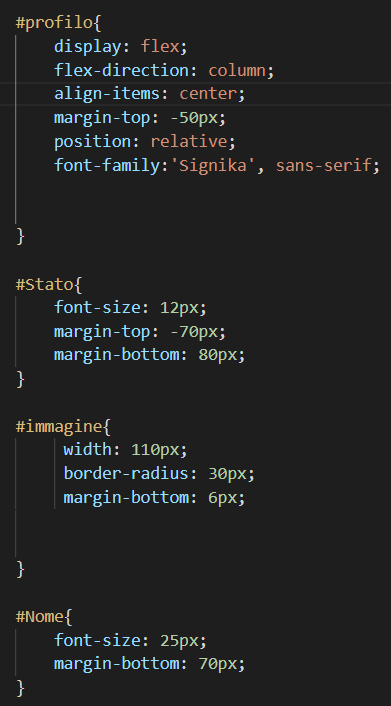 #profilo{
    display: flex;
    flex-direction: column;
    align-items: center;
    margin-top: -50px;
    position: relative;
    font-family:'Signika', sans-serif;
}
#Stato{
    font-size: 12px;
    margin-top: -70px;
    margin-bottom: 80px;
}
#immagine{
     width: 110px;
     border-radius: 30px;
     margin-bottom: 6px;
}
#Nome{
    font-size: 25px;
    margin-bottom: 70px;
}